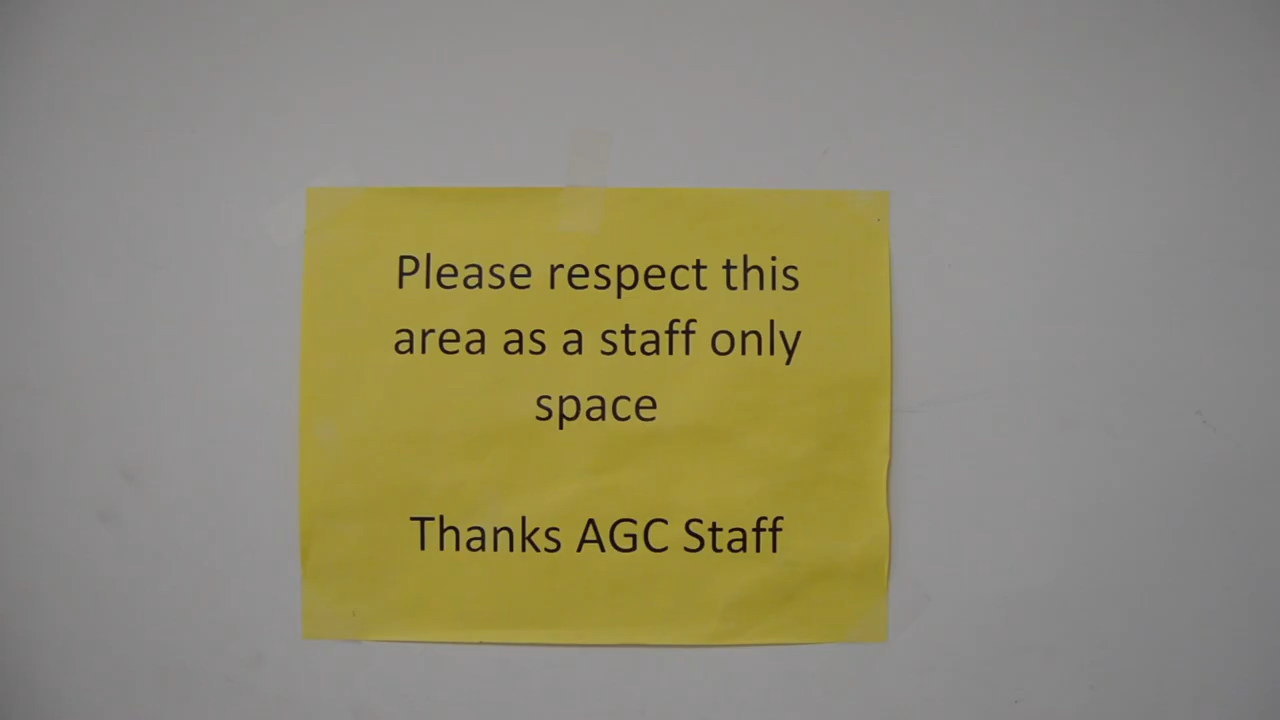 Please respect this
area as a staff only
space
Thanks AGC Staff